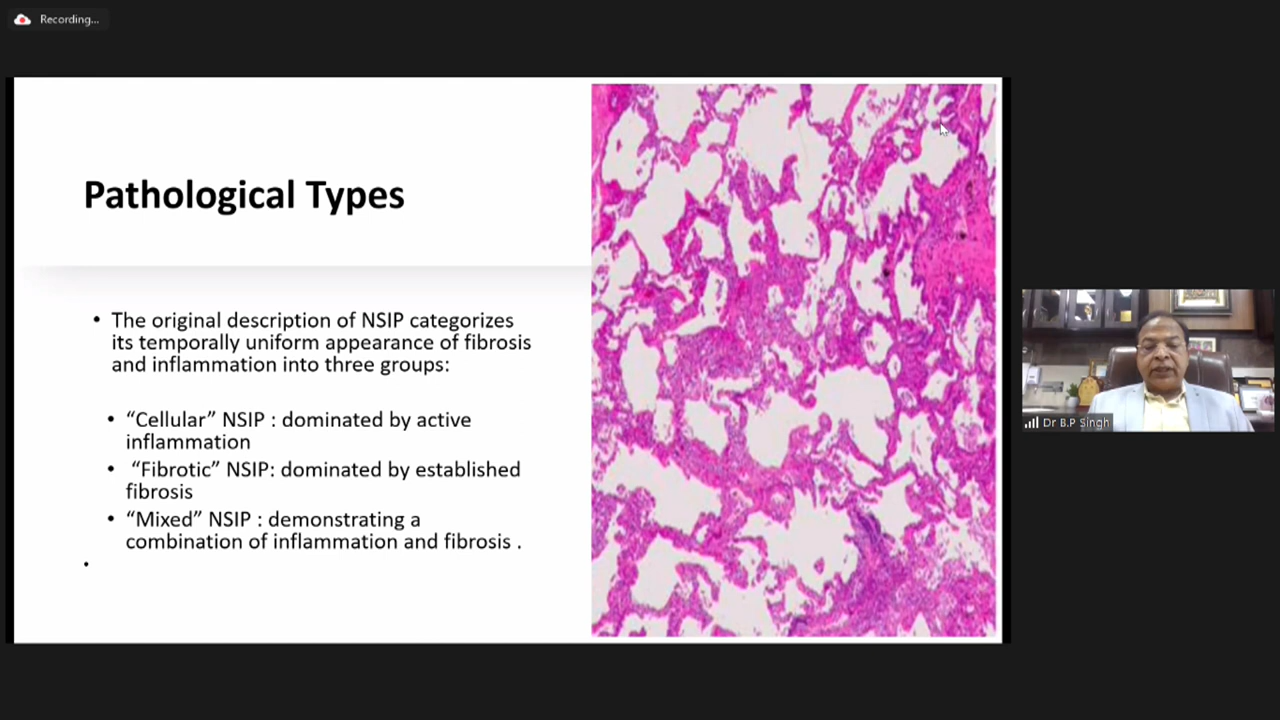 Recording...
Pathological Types
• The original description of NSIP categorizes
its temporally uniform appearance of fibrosis
and inflammation into three groups:
• “Cellular” NSIP : dominated by active
inflammation
• “Fibrotic” NSIP: dominated by established
fibrosis
• “Mixed” NSIP : demonstrating a
combination of inflammation and fibrosis .
•
Dr B.P Singh